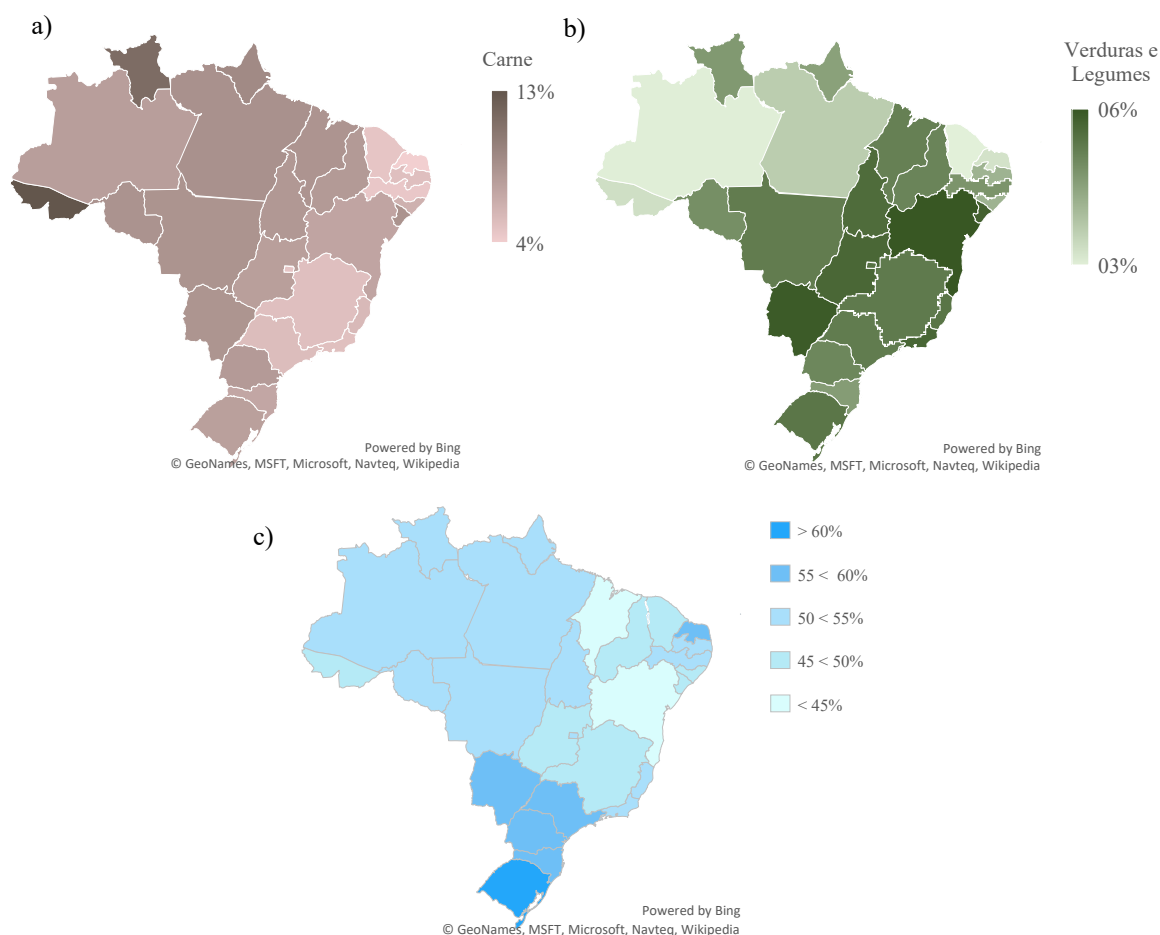 a)
Carne
13%
4%
Powered by Bing
© GeoNames, MSFT, Microsoft, Navteq, Wikipedia
b)
Verduras e
Legumes
06%
03%
Powered by Bing
© GeoNames, MSFT, Microsoft, Navteq, Wikipedia
c)
> 60%
55 < 60%
50 < 55%
45 < 50%
< 45%
Powered by Bing
© GeoNames, MSFT, Microsoft, Navteq, Wikipedia